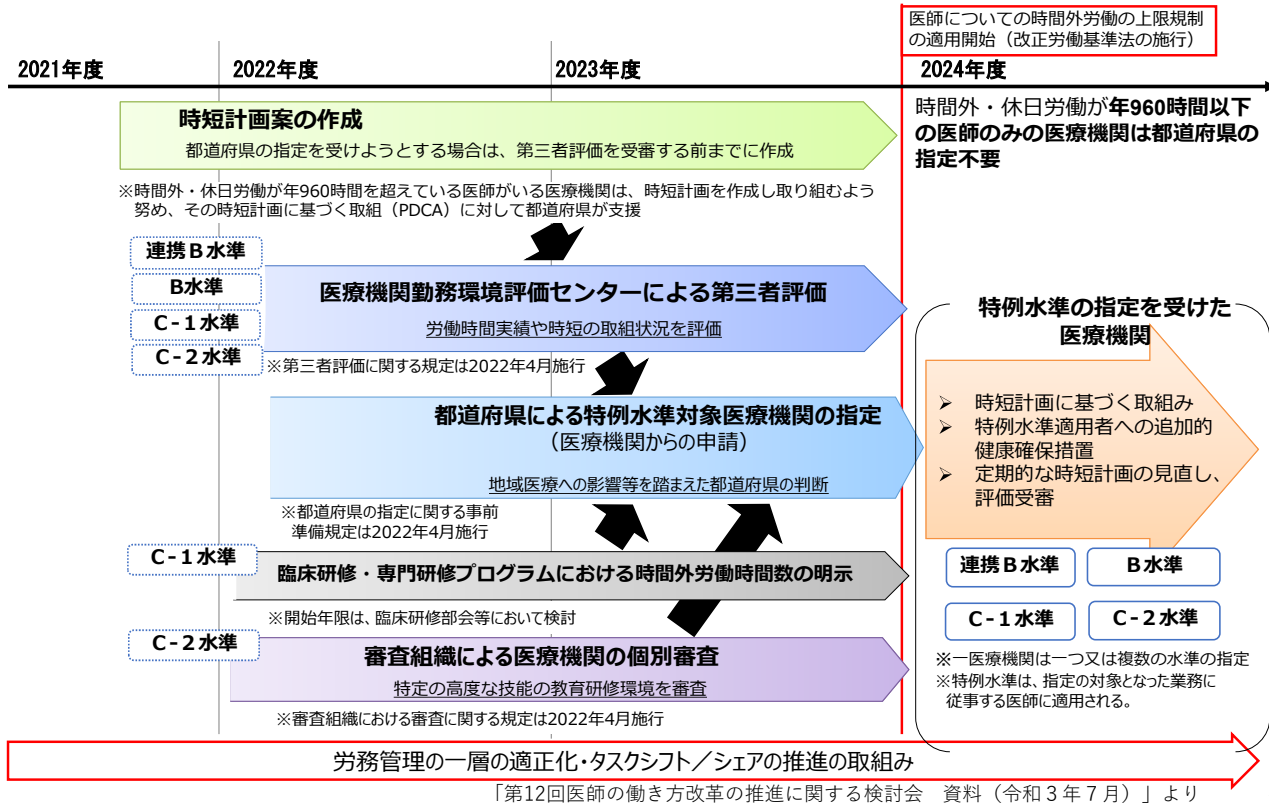 医師についての時間外労働の上限規制
の適用開始（改正労働基準法の施行）
2021年度
2022年度
2023年度
2024年度
時短計画案の作成
都道府県の指定を受けようとする場合は、第三者評価を受審する前までに作成
時間外・休日労働が年960時間以下
の医師のみの医療機関は都道府県の
指定不要
※時間外・休日労働が年960時間を超えている医師がいる医療機関は、時短計画を作成し取り組むよう
努め、その時短計画に基づく取組（PDCA）に対して都道府県が支援
連携Ｂ水準
B水準
C-1水準
C-2水準
医療機関勤務環境評価センターによる第三者評価
労働時間実績や時短の取組状況を評価
※第三者評価に関する規定は2022年4月施行
都道府県による特例水準対象医療機関の指定
（医療機関からの申請）
地域医療への影響等を踏まえた都道府県の判断
※都道府県の指定に関する事前
準備規定は2022年4月施行
C-1水準
臨床研修・専門研修プログラムにおける時間外労働時間数の明示
※開始年限は、臨床研修部会等において検討
C-2水準
審査組織による医療機関の個別審査
特定の高度な技能の教育研修環境を審査
※審査組織における審査に関する規定は2022年4月施行
特例水準の指定を受けた
医療機関
➢ 時短計画に基づく取組み
➢ 特例水準適用者への追加的
健康確保措置
➢ 定期的な時短計画の見直し、
評価受審
連携Ｂ水準
Ｂ水準
C-1水準
C-2水準
※一医療機関は一つ又は複数の水準の指定
※特例水準は、指定の対象となった業務に
従事する医師に適用される。
労務管理の一層の適正化・タスクシフト／シェアの推進の取組み
「第12回医師の働き方改革の推進に関する検討会　資料（令和３年７月）」より